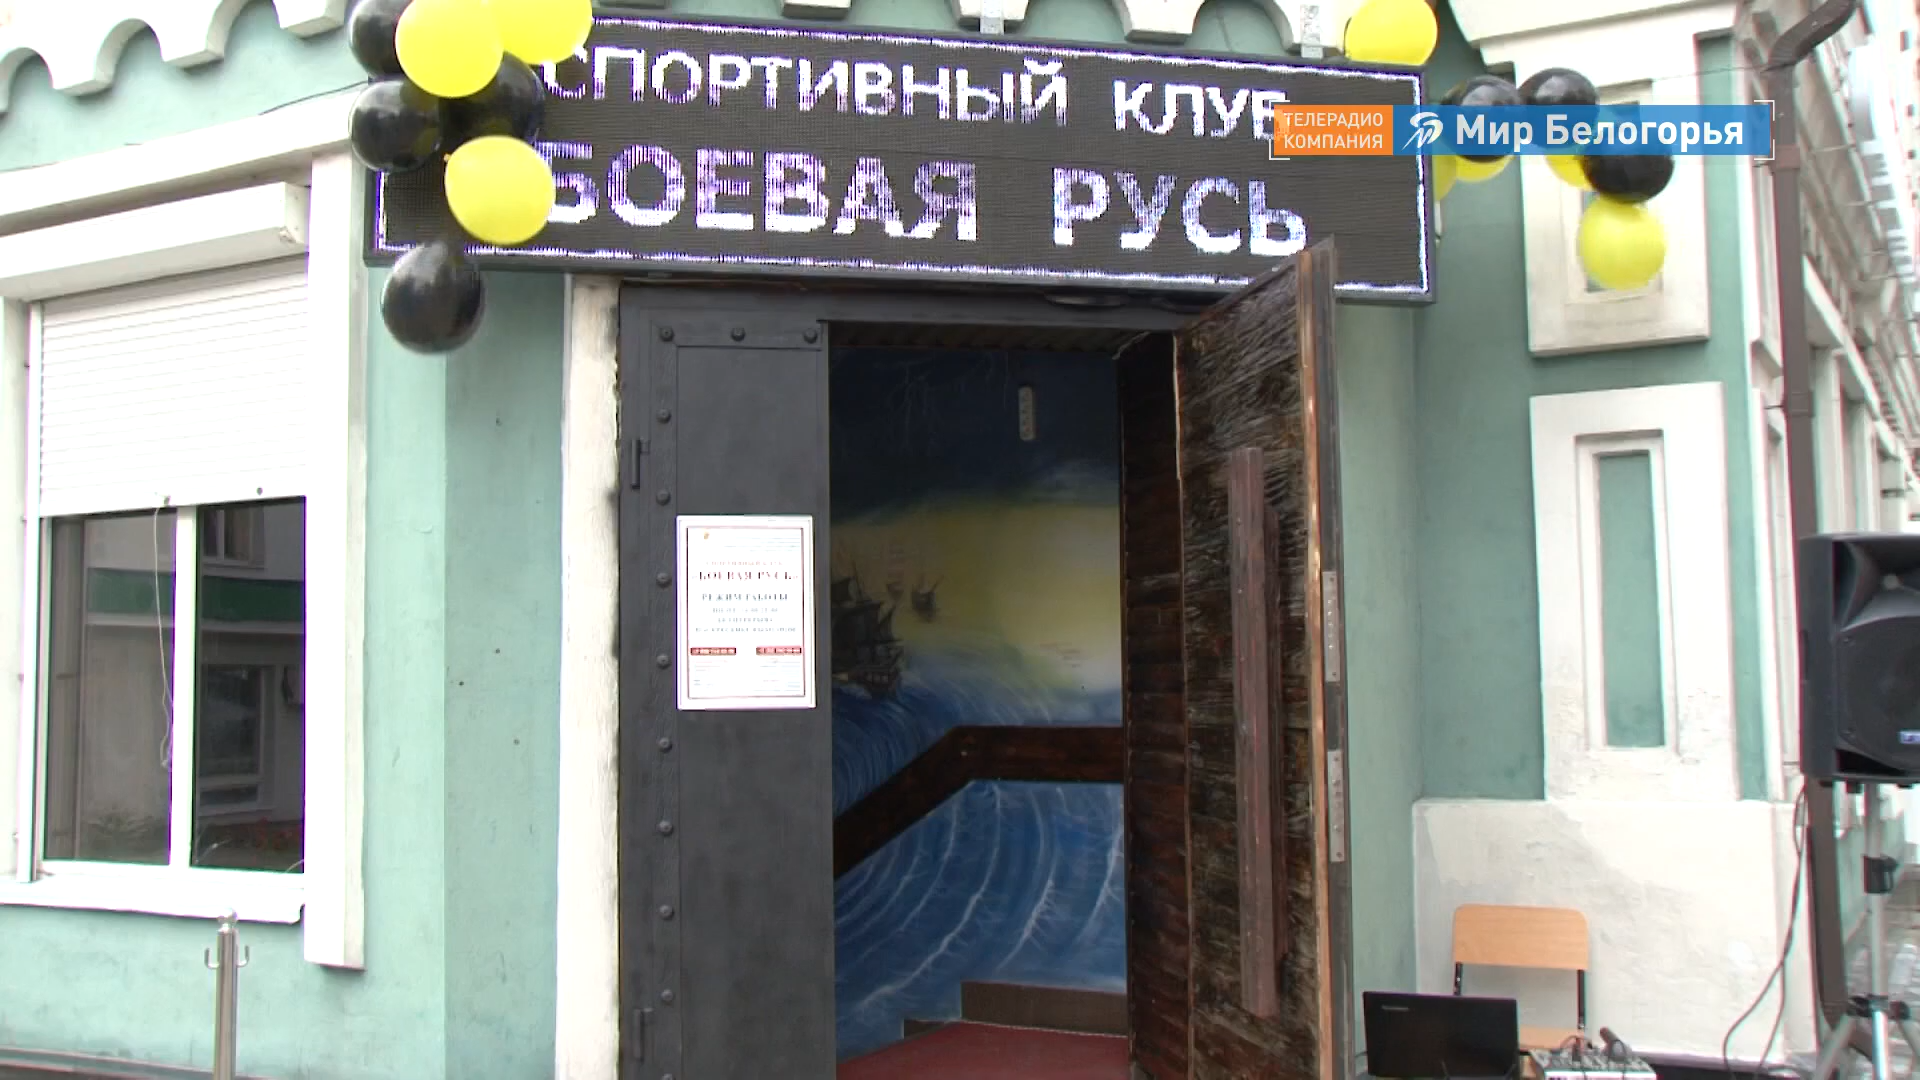 СПОРТИВНЫЙ КЛУБ
БОЕВАЯ РУСЬ
ТЕЛЕРАДИО
КОМПАНИЯ
Мир Белогорья
«БОЕВАЯ РУСЬ»
РЕЖИМ РАБОТЫ